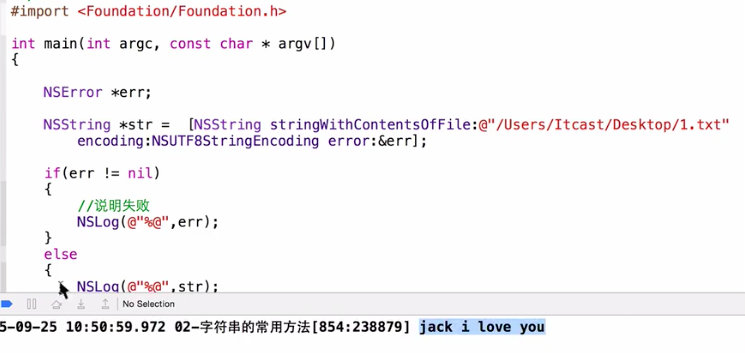 #import <Foundation/Foundation.h>
int main(int argc, const char * argv[])
{
NSError *err;
NSString *str =  [NSString stringWithContentsOfFile:@"/Users/Itcast/Desktop/1.txt"
encoding:NSUTF8StringEncoding error:&err];
if(err != nil)
{
//说明失败
NSLog(@"%@",err);
}
else
{
NSLog(@"%@",str);
No Selection
5-09-25 10:50:59.972 02-字符串的常用方法[854:238879] jack i love you